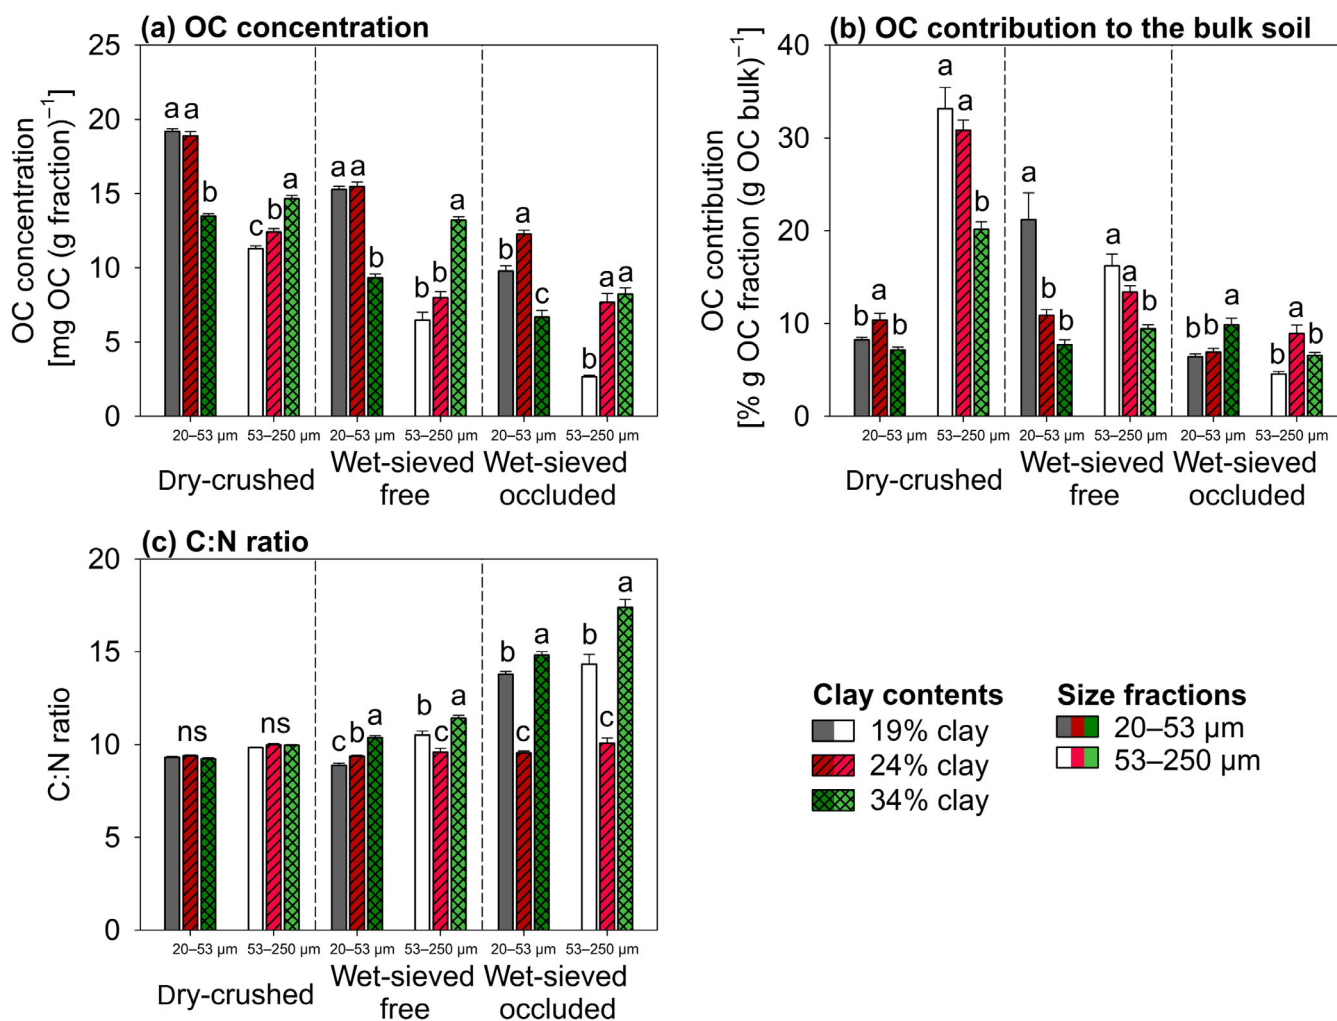 (a) OC concentration
OC concentration
[mg OC (g fraction)⁻¹]
25
20
15
10
5
0
a a b
c b a
a a b
b b a
b a c
b a a
20–53 µm 53–250 µm 20–53 µm 53–250 µm 20–53 µm 53–250 µm
Dry-crushed
Wet-sieved
free
Wet-sieved
occluded
(b) OC contribution to the bulk soil
OC contribution
[% g OC fraction (g OC bulk)⁻¹]
40
30
20
10
0
b a b
a a b
a b b
a a b
b b a
b a b
20–53 µm 53–250 µm 20–53 µm 53–250 µm 20–53 µm 53–250 µm
Dry-crushed
Wet-sieved
free
Wet-sieved
occluded
(c) C:N ratio
C:N ratio
20
15
10
5
0
ns
ns
c b a
b c a
b c a
b c a
20–53 µm 53–250 µm 20–53 µm 53–250 µm 20–53 µm 53–250 µm
Dry-crushed
Wet-sieved
free
Wet-sieved
occluded
Clay contents
19% clay
24% clay
34% clay
Size fractions
20–53 µm
53–250 µm